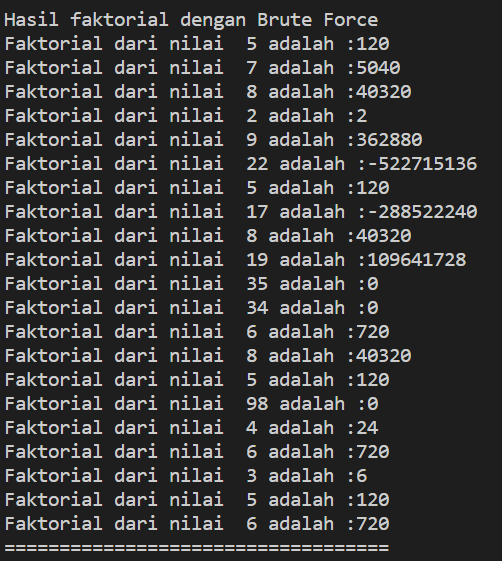 Hasil faktorial dengan Brute Force
Faktorial dari nilai  5 adalah :120
Faktorial dari nilai  7 adalah :5040
Faktorial dari nilai  8 adalah :40320
Faktorial dari nilai  2 adalah :2
Faktorial dari nilai  9 adalah :362880
Faktorial dari nilai  22 adalah :-522715136
Faktorial dari nilai  5 adalah :120
Faktorial dari nilai  17 adalah :-288522240
Faktorial dari nilai  8 adalah :40320
Faktorial dari nilai  19 adalah :109641728
Faktorial dari nilai  35 adalah :0
Faktorial dari nilai  34 adalah :0
Faktorial dari nilai  6 adalah :720
Faktorial dari nilai  8 adalah :40320
Faktorial dari nilai  5 adalah :120
Faktorial dari nilai  98 adalah :0
Faktorial dari nilai  4 adalah :24
Faktorial dari nilai  6 adalah :720
Faktorial dari nilai  3 adalah :6
Faktorial dari nilai  5 adalah :120
Faktorial dari nilai  6 adalah :720
===================================